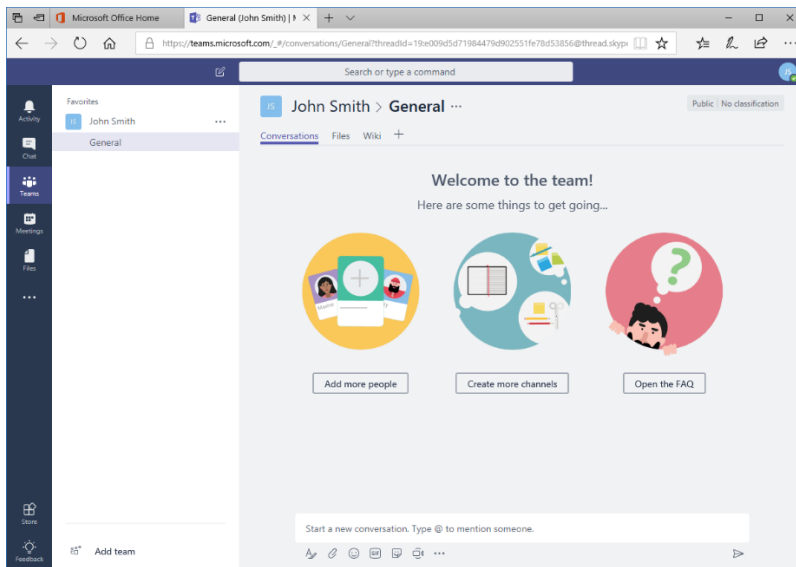 Microsoft Office Home
General (John Smith) | M
https://teams.microsoft.com/_#/conversations/General?threadId=19:e009d5d71984479d902551fe78d53856@thread.skyp
Search or type a command
JS
Activity
Chat
Teams
Meetings
Files
Store
Feedback
Favorites
JS John Smith
General
Add team
JS John Smith > General
Public No classification
Conversations Files Wiki
Welcome to the team!
Here are some things to get going...
Add more people Create more channels Open the FAQ
Start a new conversation. Type @ to mention someone.
GIF